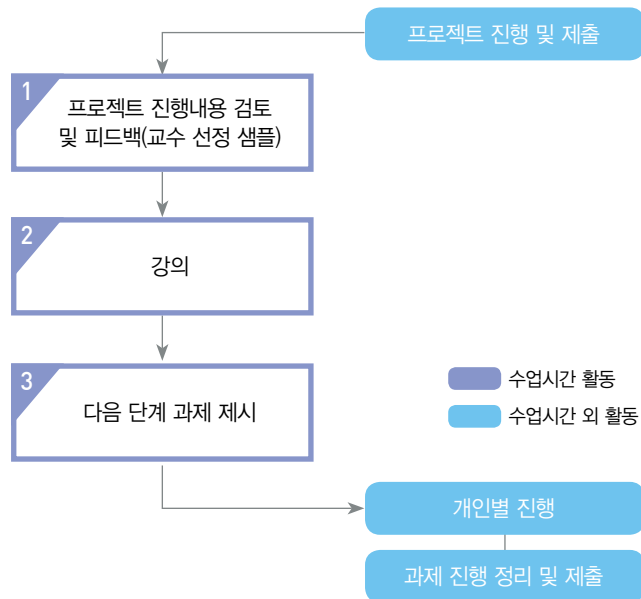 프로젝트 진행 및 제출
1
프로젝트 진행내용 검토
및 피드백(교수 선정 샘플)
2
강의
3
다음 단계 과제 제시
수업시간 활동
수업시간 외 활동
개인별 진행
과제 진행 정리 및 제출